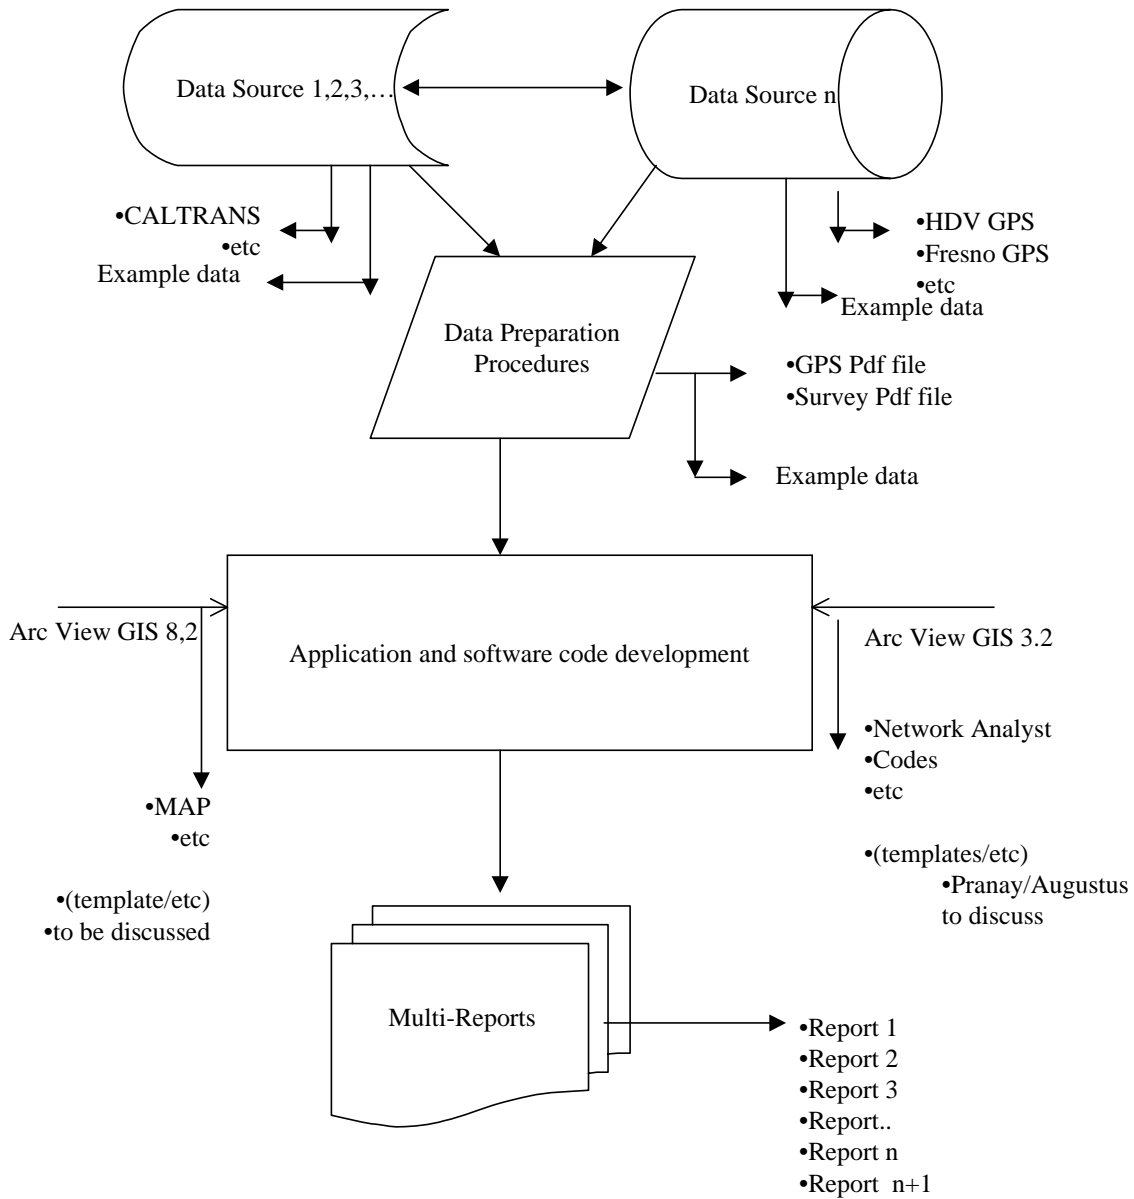 Data Source 1,2,3,…
Data Source n
•CALTRANS
•etc
Example data
•HDV GPS
•Fresno GPS
•etc
Example data
Data Preparation
Procedures
•GPS Pdf file
•Survey Pdf file
Example data
Arc View GIS 8,2
Application and software code development
Arc View GIS 3.2
•Network Analyst
•Codes
•etc
•(templates/etc)
•Pranay/Augustus
to discuss
•MAP
•etc
•(template/etc)
•to be discussed
Multi-Reports
•Report 1
•Report 2
•Report 3
•Report..
•Report n
•Report  n+1